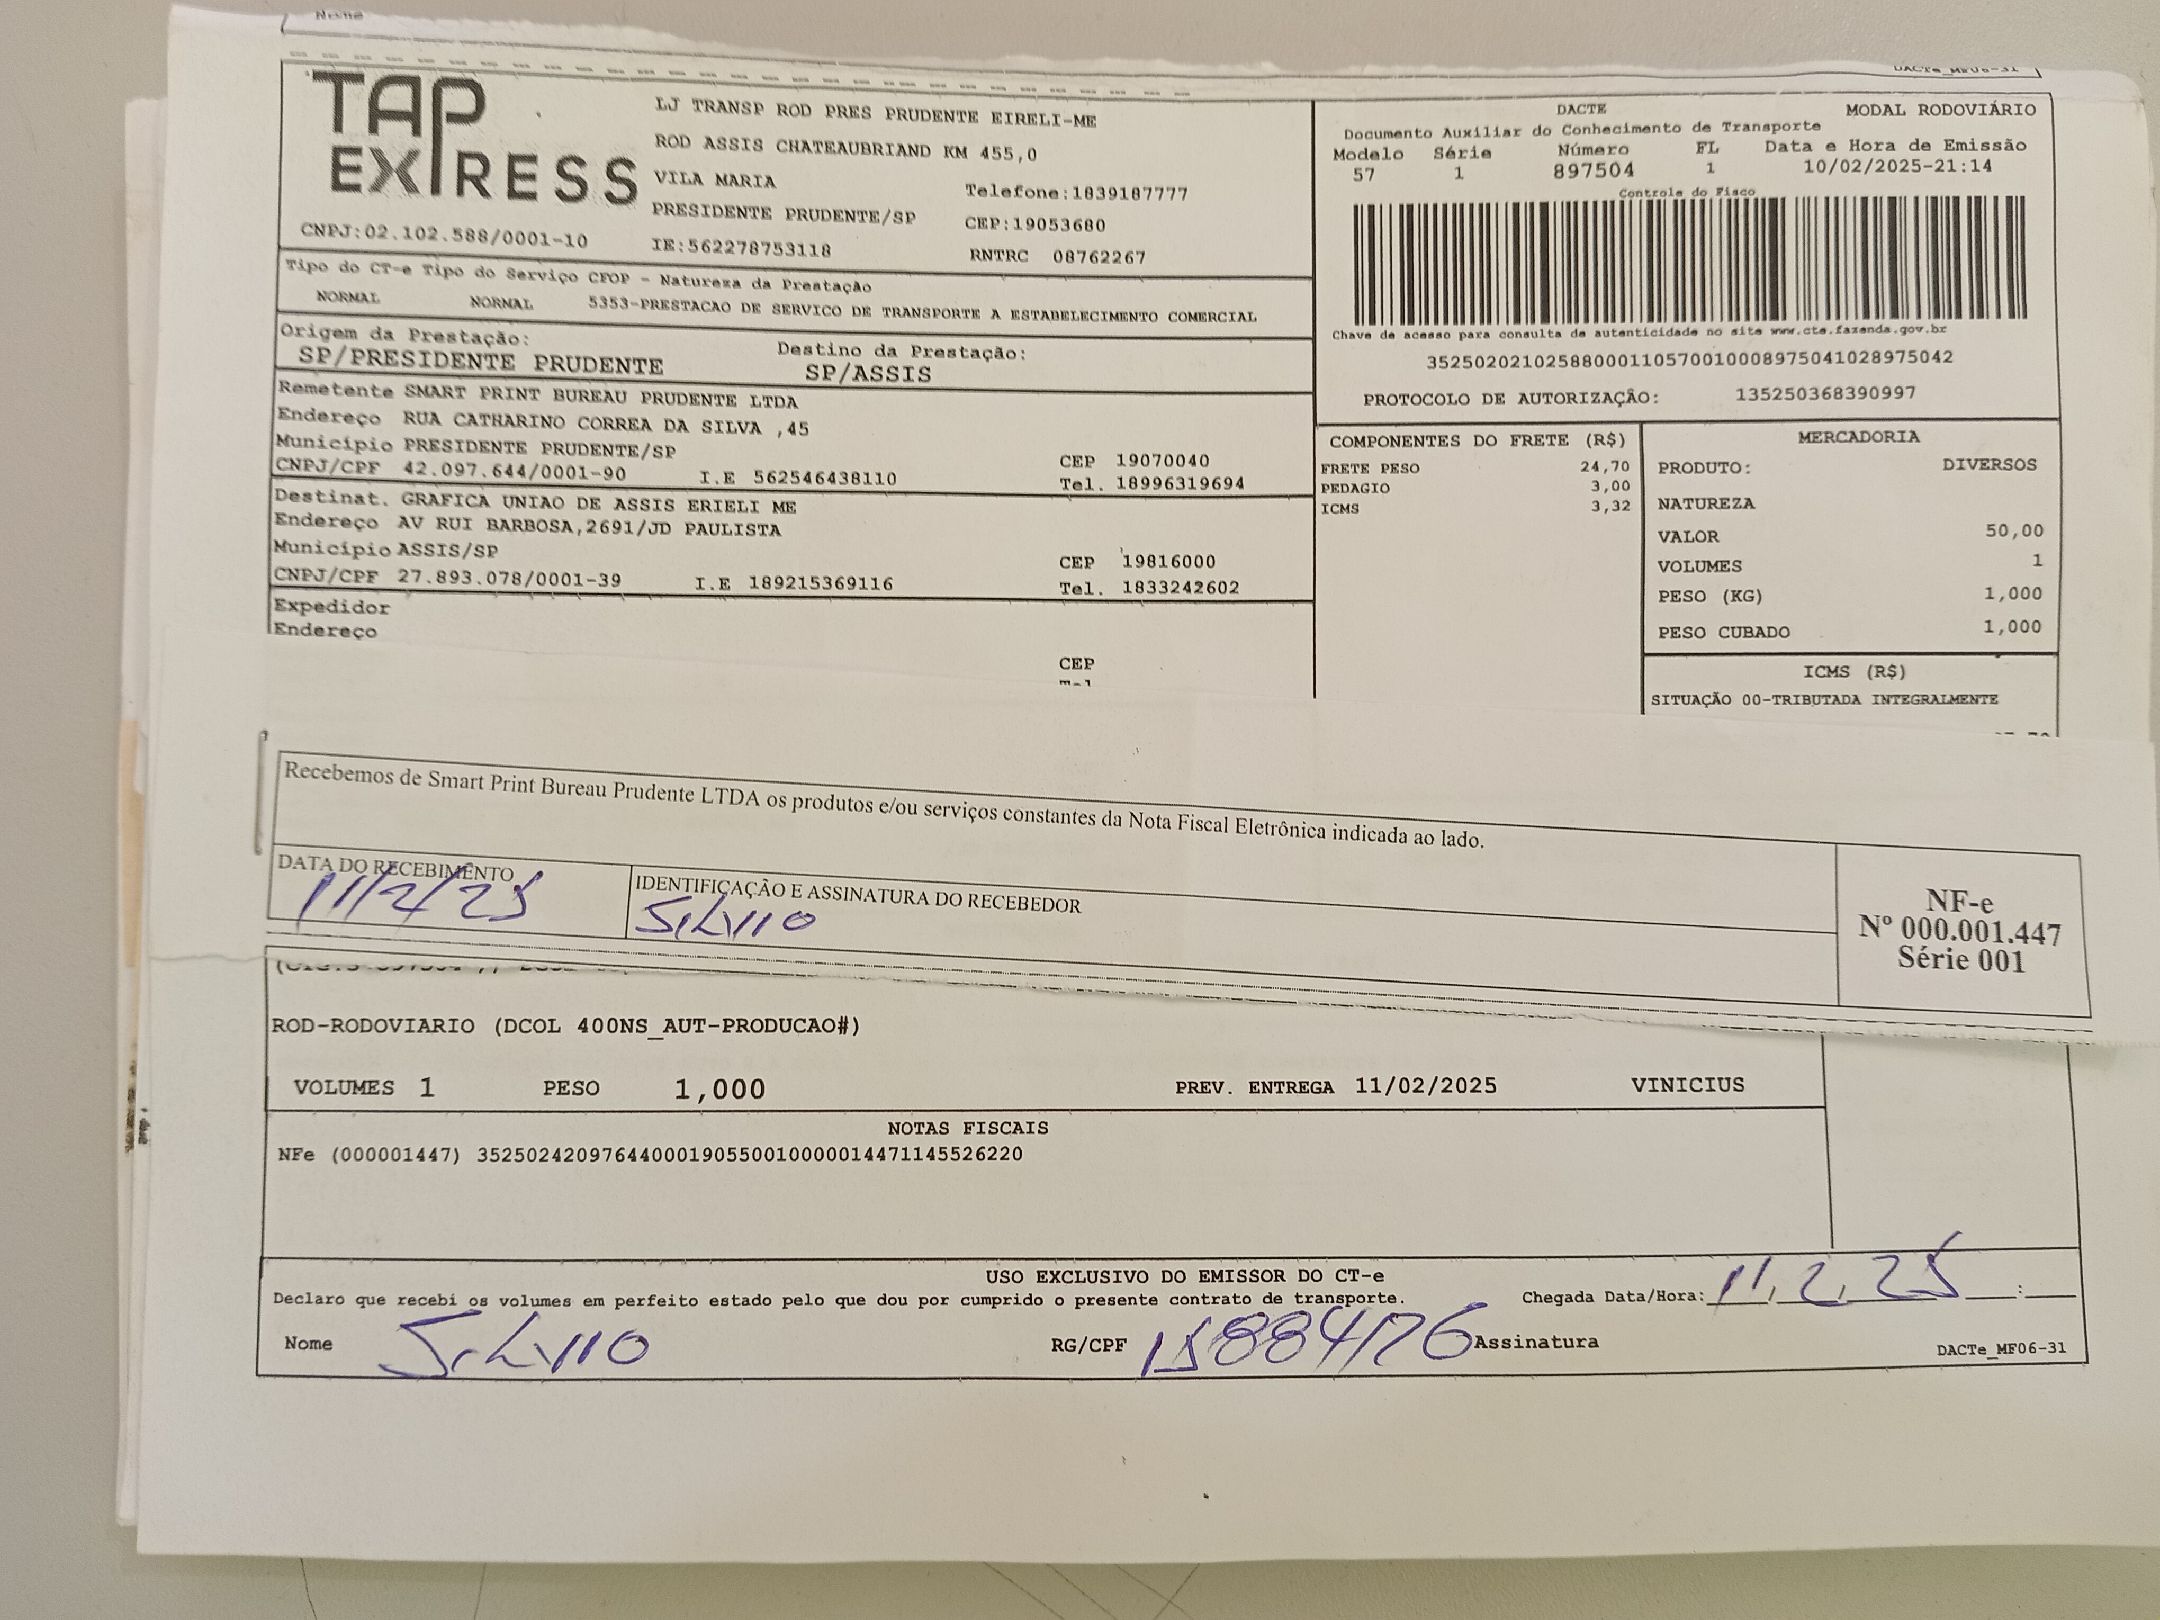 Nome
DACTe_MF06-31
TAP EXPRESS
LJ TRANSP ROD PRES PRUDENTE EIRELI-ME
ROD ASSIS CHATEAUBRIAND KM 455,0
VILA MARIA
Telefone:1839187777
PRESIDENTE PRUDENTE/SP
CEP:19053680
CNPJ:02.102.588/0001-10
IE:562278753118
RNTRC 08762267
DACTE
MODAL RODOVIÁRIO
Documento Auxiliar do Conhecimento de Transporte
Modelo Série Número FL Data e Hora de Emissão
57 1 897504 1 10/02/2025-21:14
Controle do Fisco
Chave de acesso para consulta de autenticidade no site www.cte.fazenda.gov.br
35250202102588000110570010008975041028975042
PROTOCOLO DE AUTORIZAÇÃO: 135250368390997
Tipo do CT-e Tipo do Serviço CFOP - Natureza da Prestação
NORMAL NORMAL 5353-PRESTACAO DE SERVICO DE TRANSPORTE A ESTABELECIMENTO COMERCIAL
Origem da Prestação: Destino da Prestação:
SP/PRESIDENTE PRUDENTE SP/ASSIS
Remetente SMART PRINT BUREAU PRUDENTE LTDA
Endereço RUA CATHARINO CORREA DA SILVA ,45
Município PRESIDENTE PRUDENTE/SP CEP 19070040
CNPJ/CPF 42.097.644/0001-90 I.E 562546438110 Tel. 18996319694
Destinat. GRAFICA UNIAO DE ASSIS ERIELI ME
Endereço AV RUI BARBOSA,2691/JD PAULISTA
Município ASSIS/SP CEP 19816000
CNPJ/CPF 27.893.078/0001-39 I.E 189215369116 Tel. 1833242602
Expedidor
Endereço
CEP
COMPONENTES DO FRETE (R$)
FRETE PESO 24,70
PEDAGIO 3,00
ICMS 3,32
MERCADORIA
PRODUTO: DIVERSOS
NATUREZA
VALOR 50,00
VOLUMES 1
PESO (KG) 1,000
PESO CUBADO 1,000
ICMS (R$)
SITUAÇÃO 00-TRIBUTADA INTEGRALMENTE
Recebemos de Smart Print Bureau Prudente LTDA os produtos e/ou serviços constantes da Nota Fiscal Eletrônica indicada ao lado.
DATA DO RECEBIMENTO
11/2/25
IDENTIFICAÇÃO E ASSINATURA DO RECEBEDOR
Silvio
NF-e
Nº 000.001.447
Série 001
ROD-RODOVIARIO (DCOL 400NS_AUT-PRODUCAO#)
VOLUMES 1 PESO 1,000 PREV. ENTREGA 11/02/2025 VINICIUS
NOTAS FISCAIS
NFe (000001447) 35250242097644000190550010000014471145526220
USO EXCLUSIVO DO EMISSOR DO CT-e
Declaro que recebi os volumes em perfeito estado pelo que dou por cumprido o presente contrato de transporte. Chegada Data/Hora: 11, 2, 25 :
Nome Silvio RG/CPF 15884176 Assinatura
DACTe_MF06-31